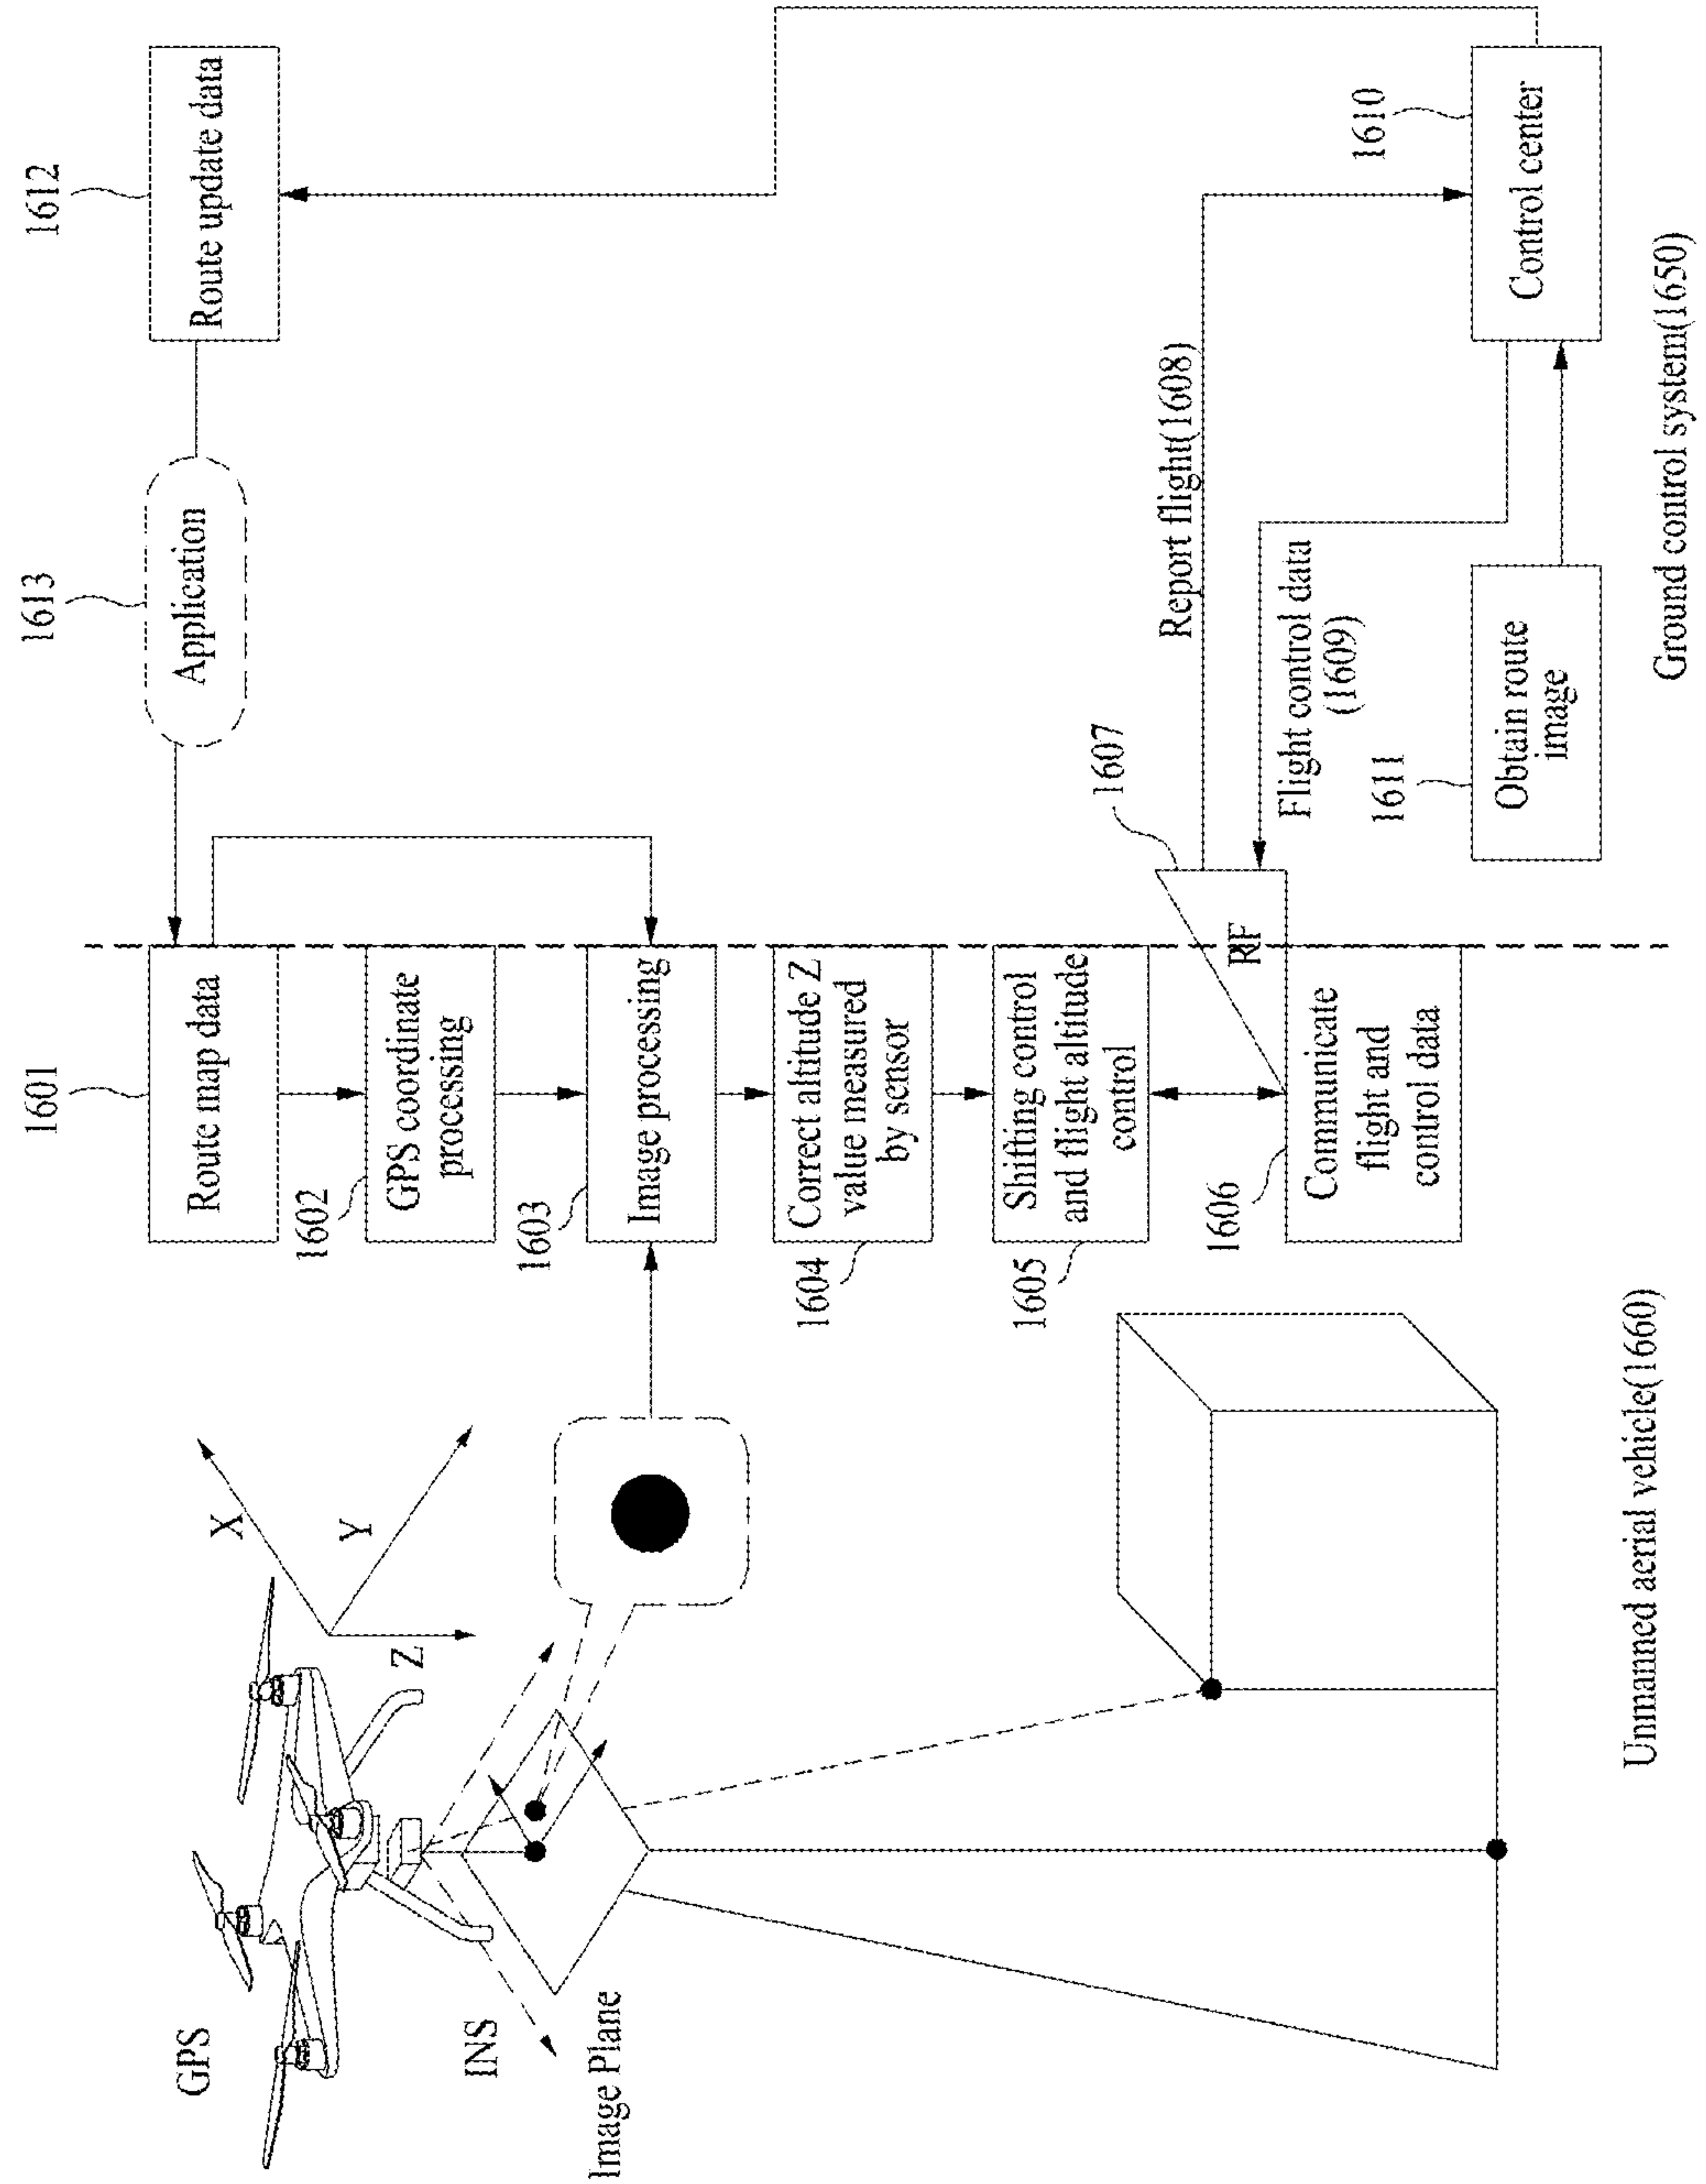 GPS
INS
Image Plane
X
Y
Z
1601
Route map data
1602
GPS coordinate
processing
1603
Image processing
1604
Correct altitude Z
value measured
by sensor
1605
Shifting control
and flight altitude
control
1606
Communicate
flight and
control data
RF
1607
1613
Application
1612
Route update data
Report flight(1608)
Flight control data
(1609)
1611
Obtain route
image
1610
Control center
Unmanned aerial vehicle(1660)
Ground control system(1650)